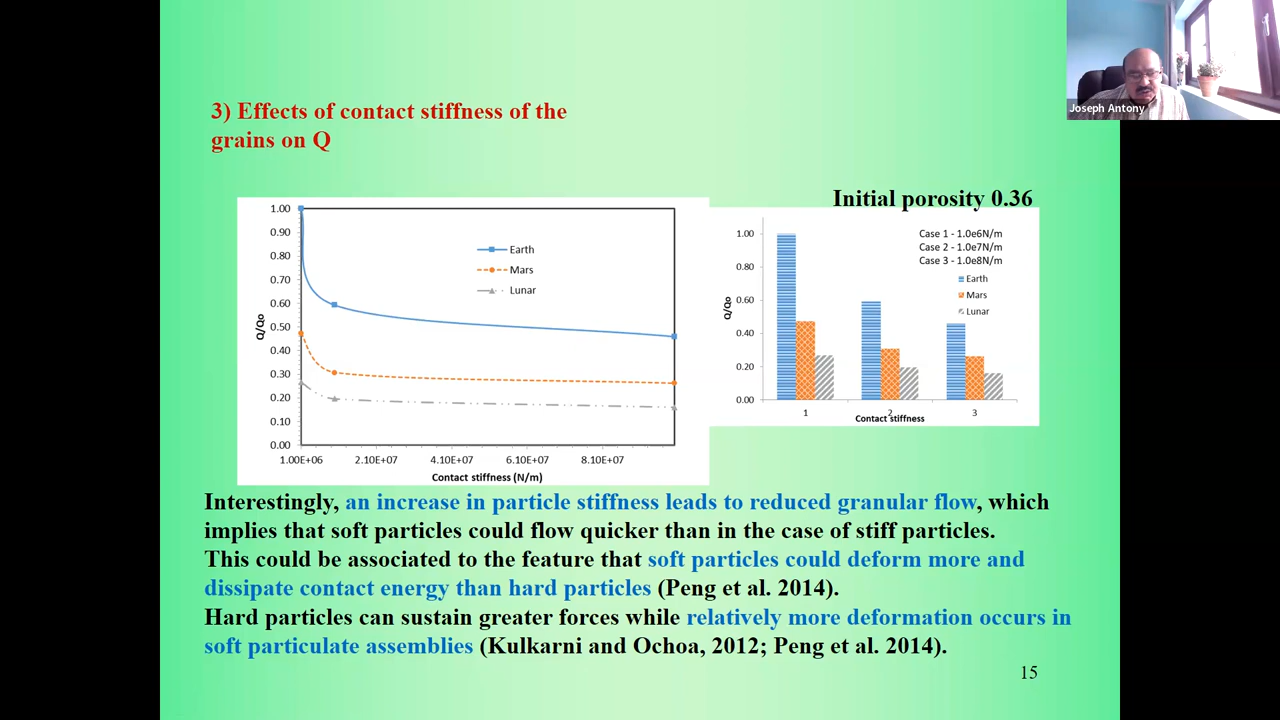 Joseph Antony
3) Effects of contact stiffness of the
grains on Q
Initial porosity 0.36
1.00
0.90
0.80
0.70
0.60
0.50
0.40
0.30
0.20
0.10
0.00
Q/Qo
Earth
Mars
Lunar
1.00E+06 2.10E+07 4.10E+07 6.10E+07 8.10E+07
Contact stiffness (N/m)
1.00
0.80
0.60
0.40
0.20
0.00
Q/Qo
Case 1 - 1.0e6N/m
Case 2 - 1.0e7N/m
Case 3 - 1.0e8N/m
Earth
Mars
Lunar
1 2 3
Contact stiffness
Interestingly, an increase in particle stiffness leads to reduced granular flow, which
implies that soft particles could flow quicker than in the case of stiff particles.
This could be associated to the feature that soft particles could deform more and
dissipate contact energy than hard particles (Peng et al. 2014).
Hard particles can sustain greater forces while relatively more deformation occurs in
soft particulate assemblies (Kulkarni and Ochoa, 2012; Peng et al. 2014).
15